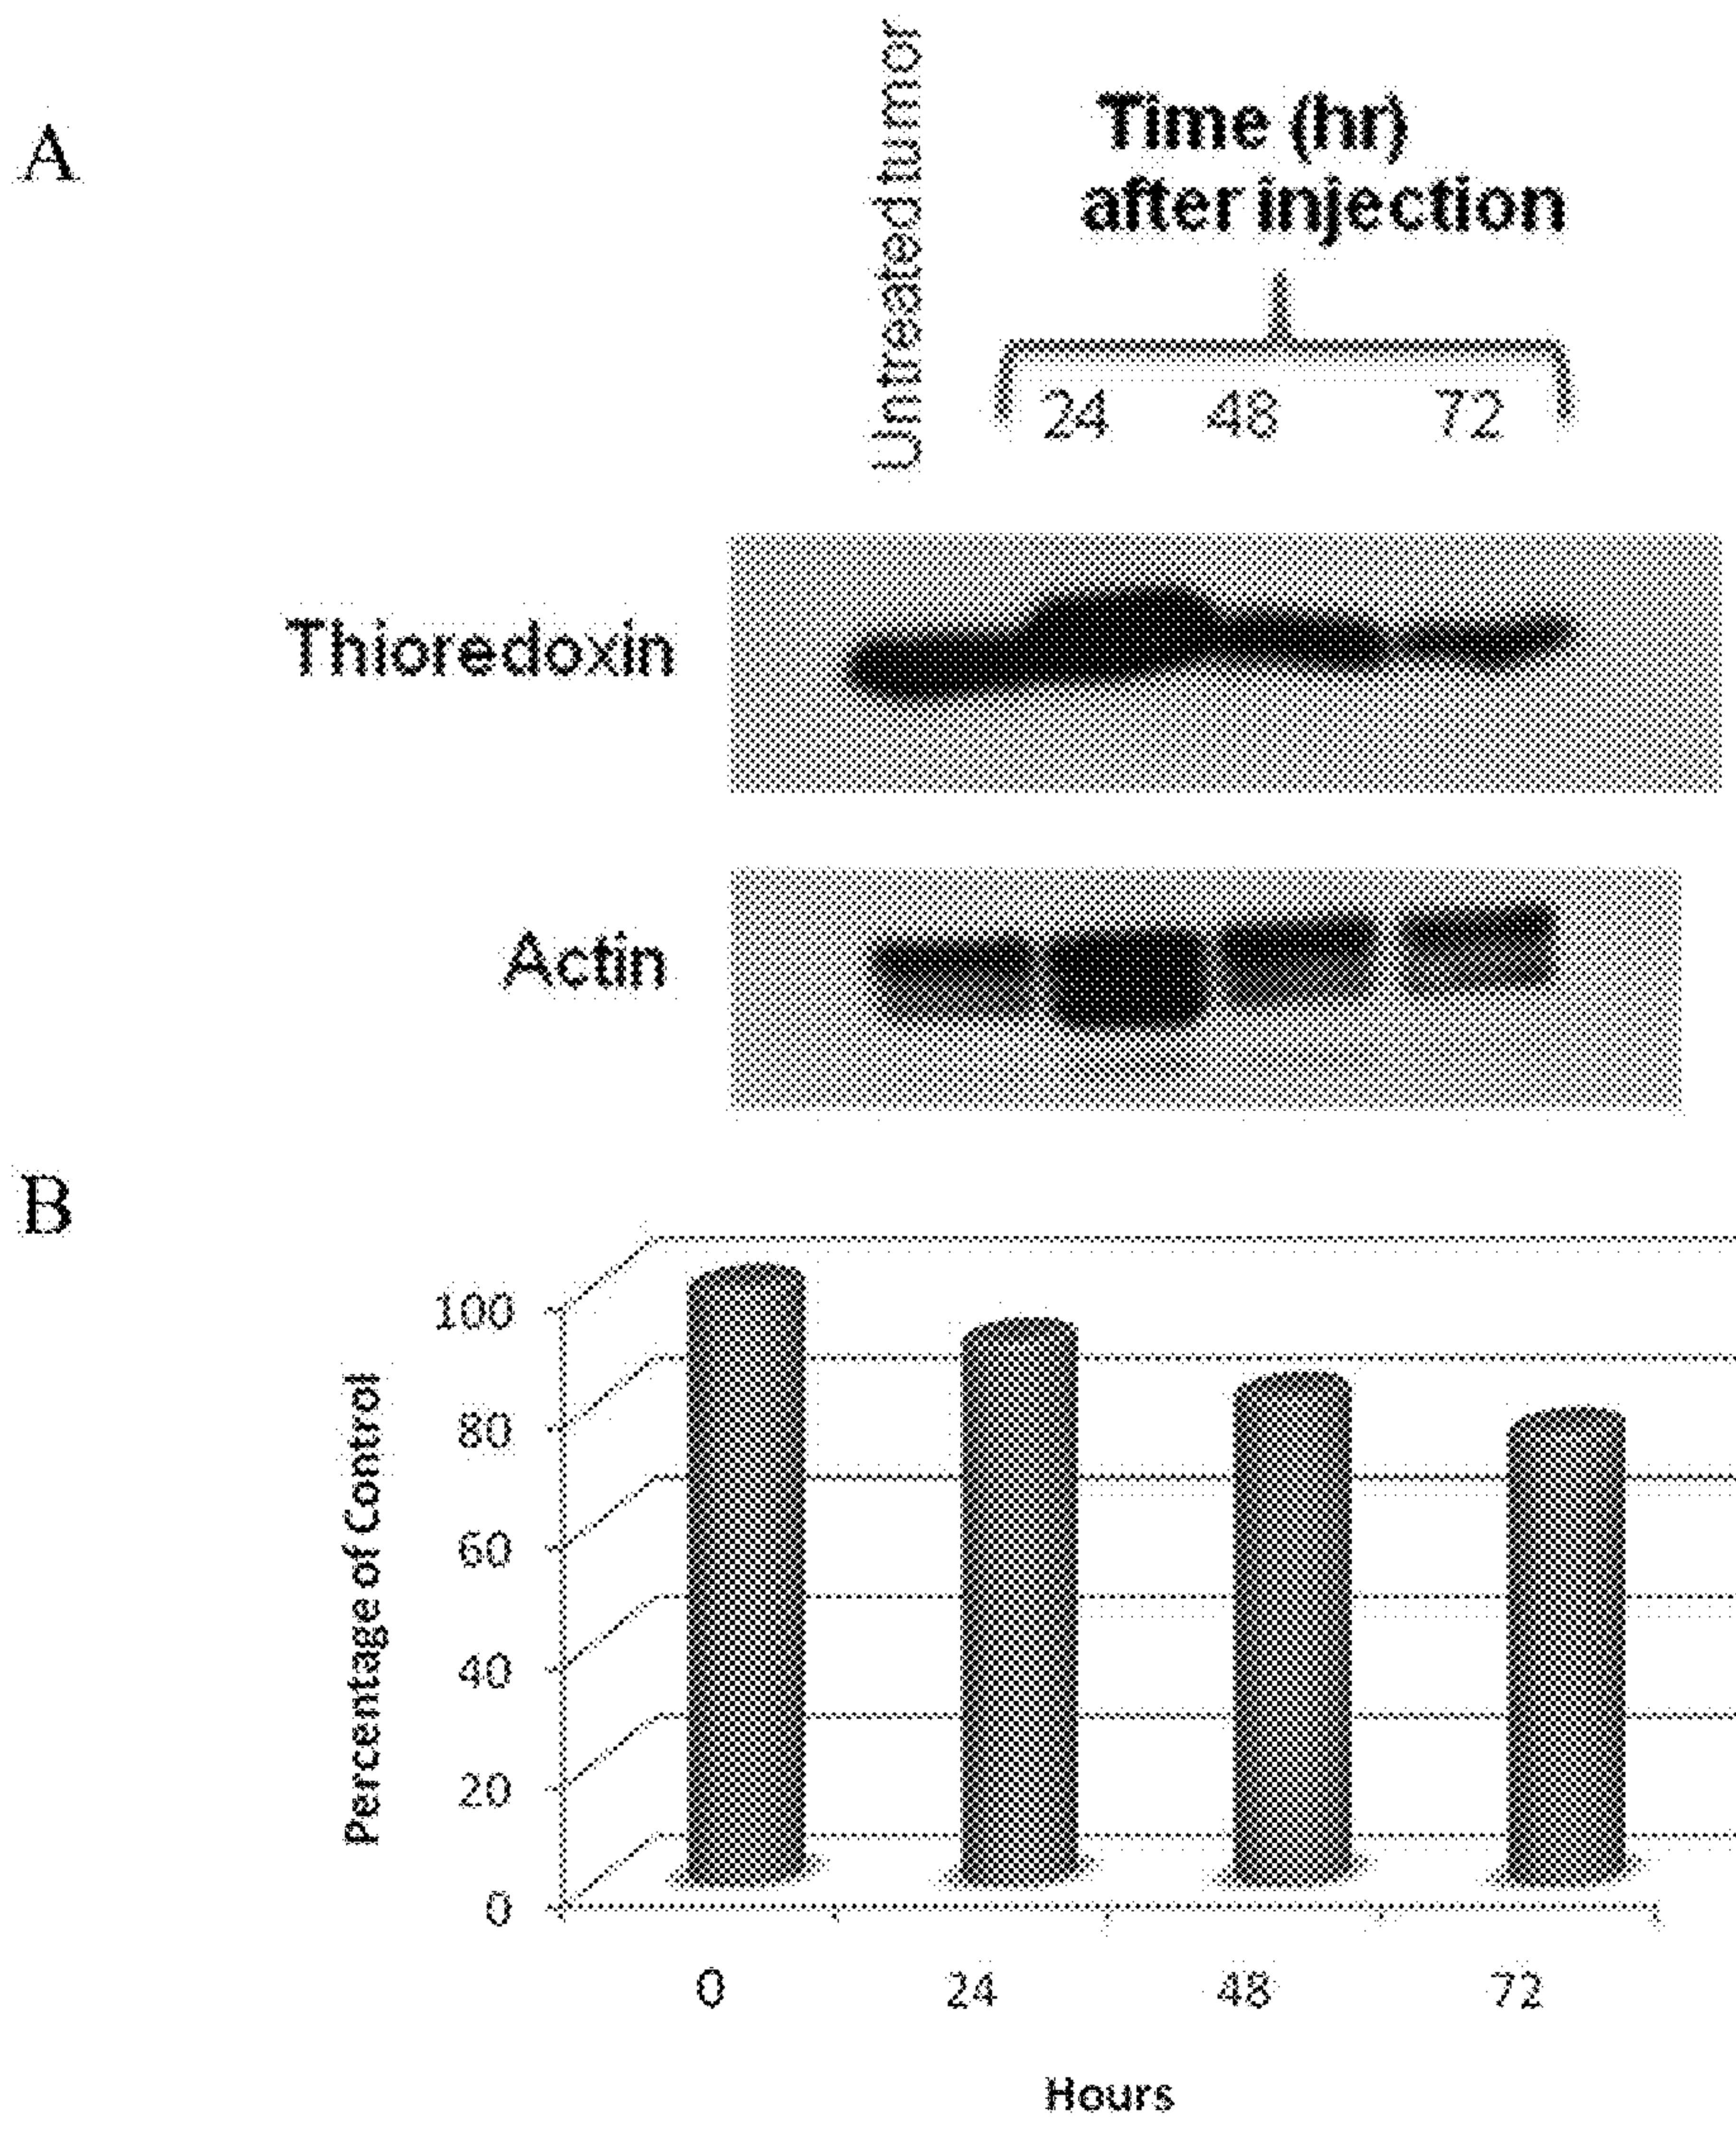 A
Untreated tumor
Time (hr)
after injection
24 48 72
Thioredoxin
Actin
B
Percentage of Control
100
80
60
40
20
0
0 24 48 72
Hours